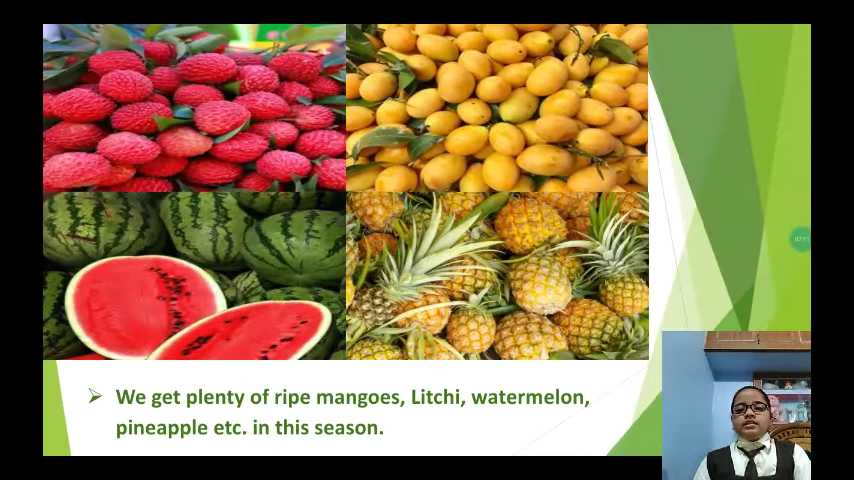 We get plenty of ripe mangoes, Litchi, watermelon,
pineapple etc. in this season.